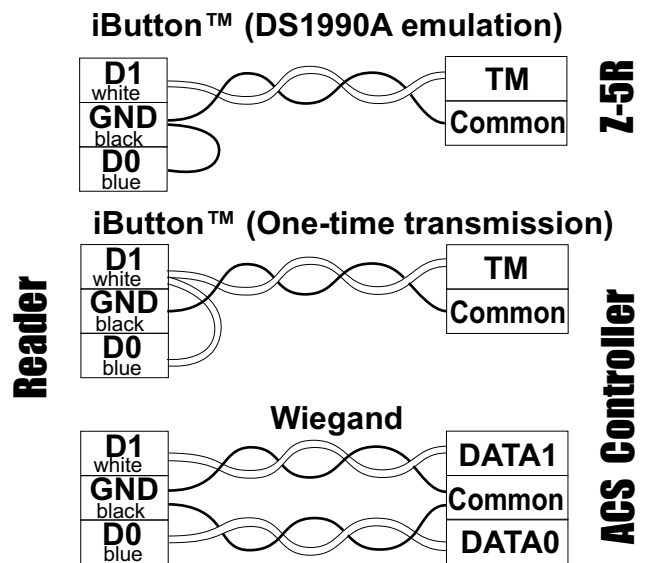 iButton™ (DS1990A emulation)
D1
white
GND
black
D0
blue
TM
Common
Z-5R
iButton™ (One-time transmission)
D1
white
GND
black
D0
blue
TM
Common
Reader
ACS Controller
Wiegand
D1
white
GND
black
D0
blue
DATA1
Common
DATA0